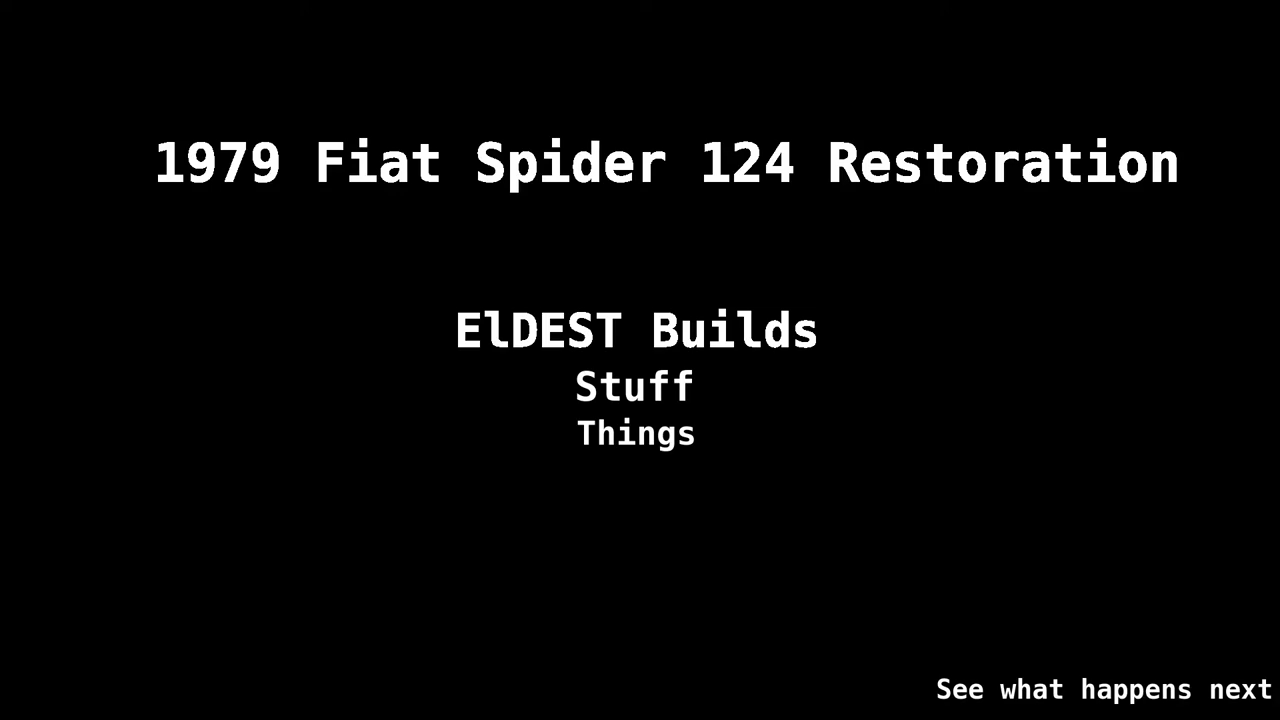 1979 Fiat Spider 124 Restoration
ElDEST Builds
Stuff
Things
See what happens next